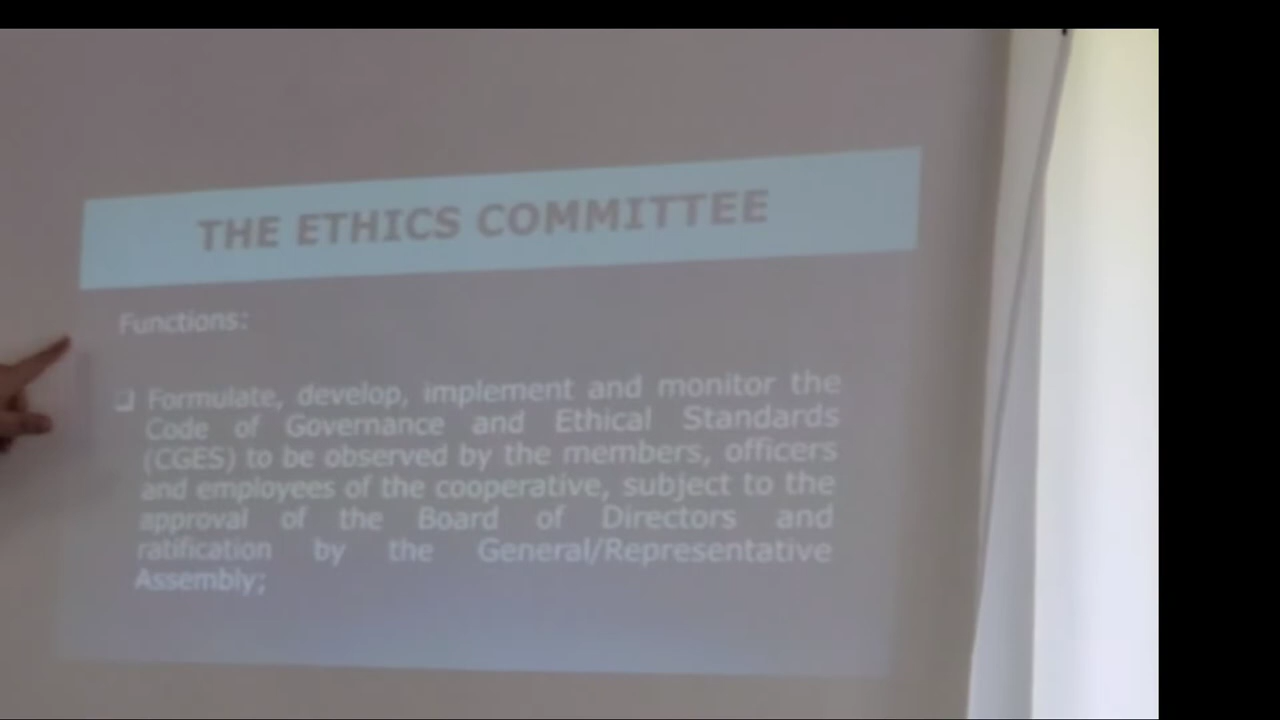 THE ETHICS COMMITTEE
Functions:
❑ Formulate, develop, implement and monitor the
Code of Governance and Ethical Standards
(CGES) to be observed by the members, officers
and employees of the cooperative, subject to the
approval of the Board of Directors and
ratification by the General/Representative
Assembly;